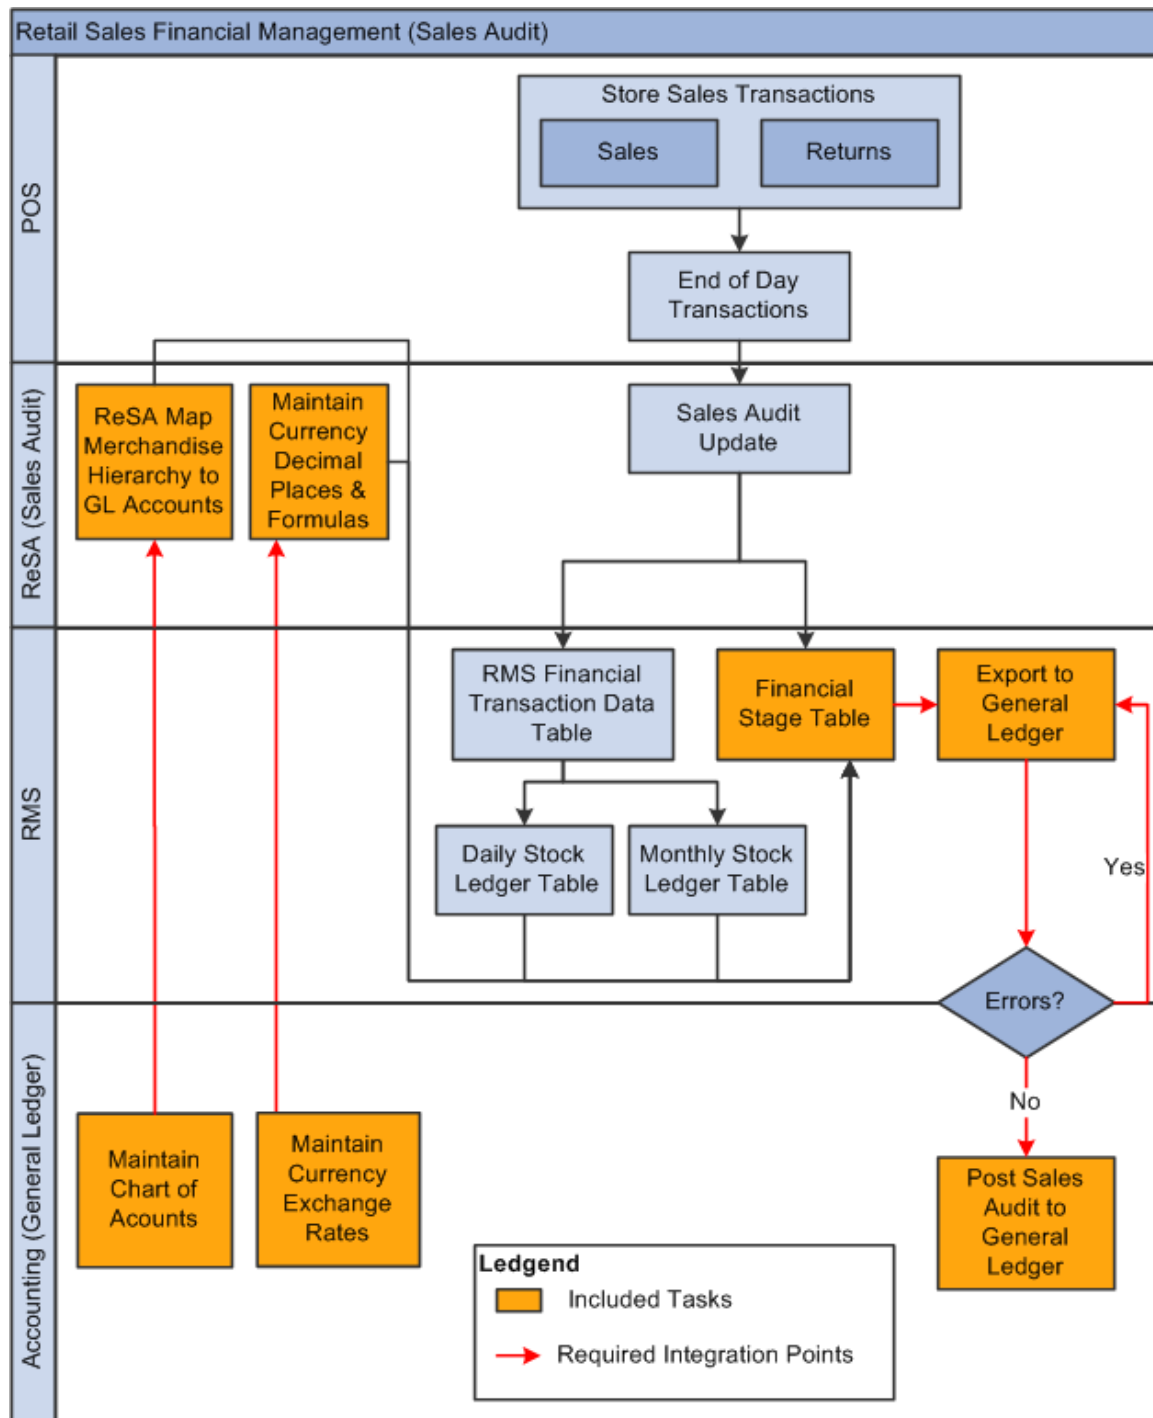 Retail Sales Financial Management (Sales Audit)
POS
Store Sales Transactions
Sales
Returns
End of Day
Transactions
ReSA (Sales Audit)
ReSA Map
Merchandise
Hierarchy to
GL Accounts
Maintain
Currency
Decimal
Places &
Formulas
Sales Audit
Update
RMS
RMS Financial
Transaction Data
Table
Financial
Stage Table
Export to
General
Ledger
Daily Stock
Ledger Table
Monthly Stock
Ledger Table
Yes
Errors?
No
Accounting (General Ledger)
Maintain
Chart of
Acounts
Maintain
Currency
Exchange
Rates
Post Sales
Audit to
General
Ledger
Ledgend
Included Tasks
Required Integration Points